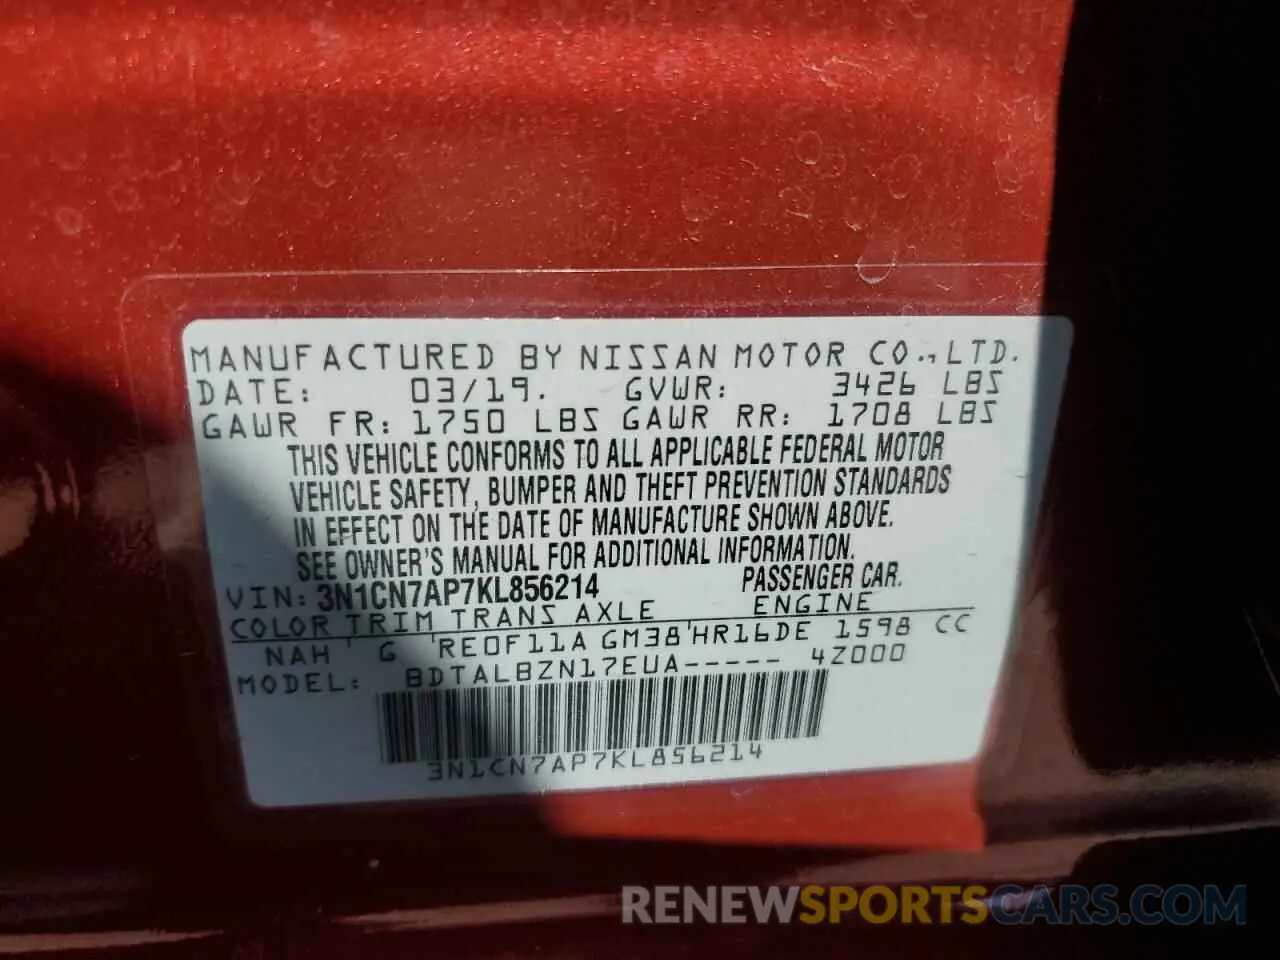 MANUFACTURED BY NISSAN MOTOR CO., LTD.
DATE: 03/19. GVWR: 3426 LBS
GAWR FR: 1750 LBS GAWR RR: 1708 LBS
THIS VEHICLE CONFORMS TO ALL APPLICABLE FEDERAL MOTOR
VEHICLE SAFETY, BUMPER AND THEFT PREVENTION STANDARDS
IN EFFECT ON THE DATE OF MANUFACTURE SHOWN ABOVE.
SEE OWNER'S MANUAL FOR ADDITIONAL INFORMATION.
VIN: 3N1CN7AP7KL856214 PASSENGER CAR.
COLOR TRIM TRANS AXLE ENGINE
NAH G RE0F11A GM38 HR16DE 1598 CC
MODEL: BDTALBZN17EUA----- 4Z000
3N1CN7AP7KL856214
RENEWSPORTSCARS.COM